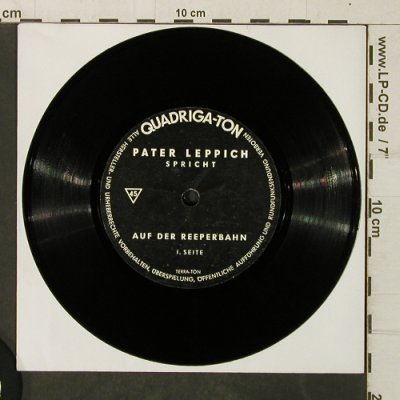 cm
10 cm
QUADRIGA-TON
PATER LEPPICH
SPRICHT
45
AUF DER REEPERBAHN
I. SEITE
TERRA-TON
ALLE HERSTELLER- UND URHEBERRECHTE VORBEHALTEN, ÜBERSPIELUNG, ÖFFENTLICHE AUFFÜHRUNG UND RUNDFUNKSENDUNG VERBOTEN
www.LP-CD.de / 7"
10 cm